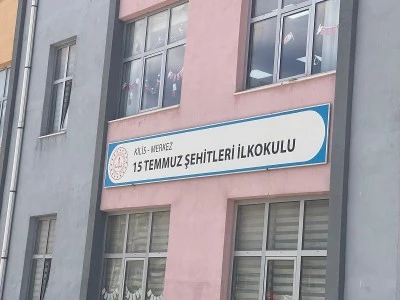 KİLİS - MERKEZ
15 TEMMUZ ŞEHİTLERİ İLKOKULU